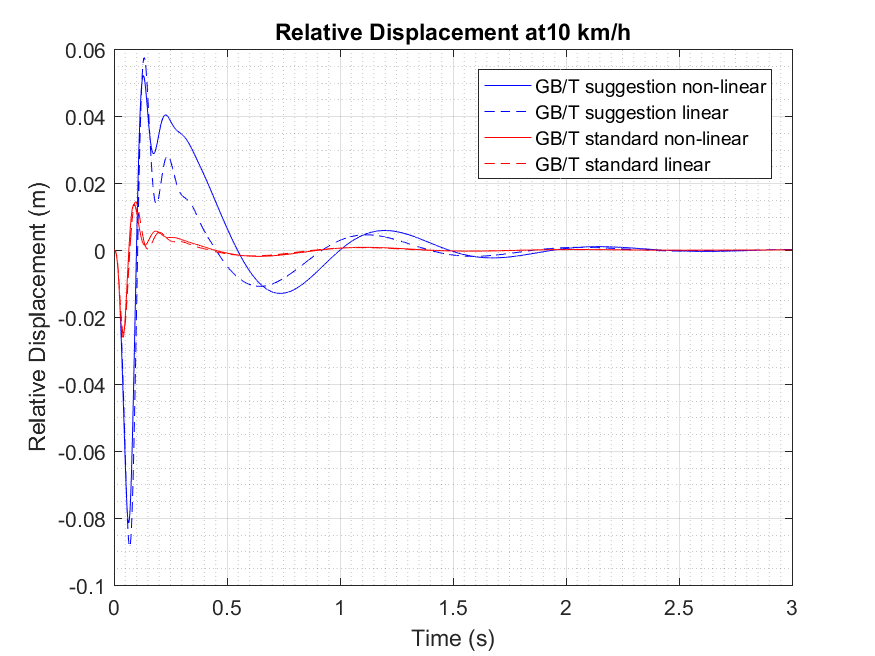 Relative Displacement at10 km/h
GB/T suggestion non-linear
GB/T suggestion linear
GB/T standard non-linear
GB/T standard linear
Relative Displacement (m)
0.06
0.04
0.02
0
-0.02
-0.04
-0.06
-0.08
-0.1
0 0.5 1 1.5 2 2.5 3
Time (s)